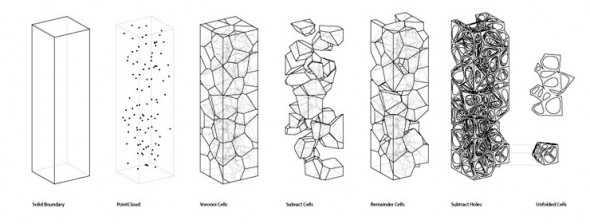 Solid Boundary
PointCloud
Voronoi Cells
Subract Cells
Remainder Cells
Subtract Holes
Unfolded Cells